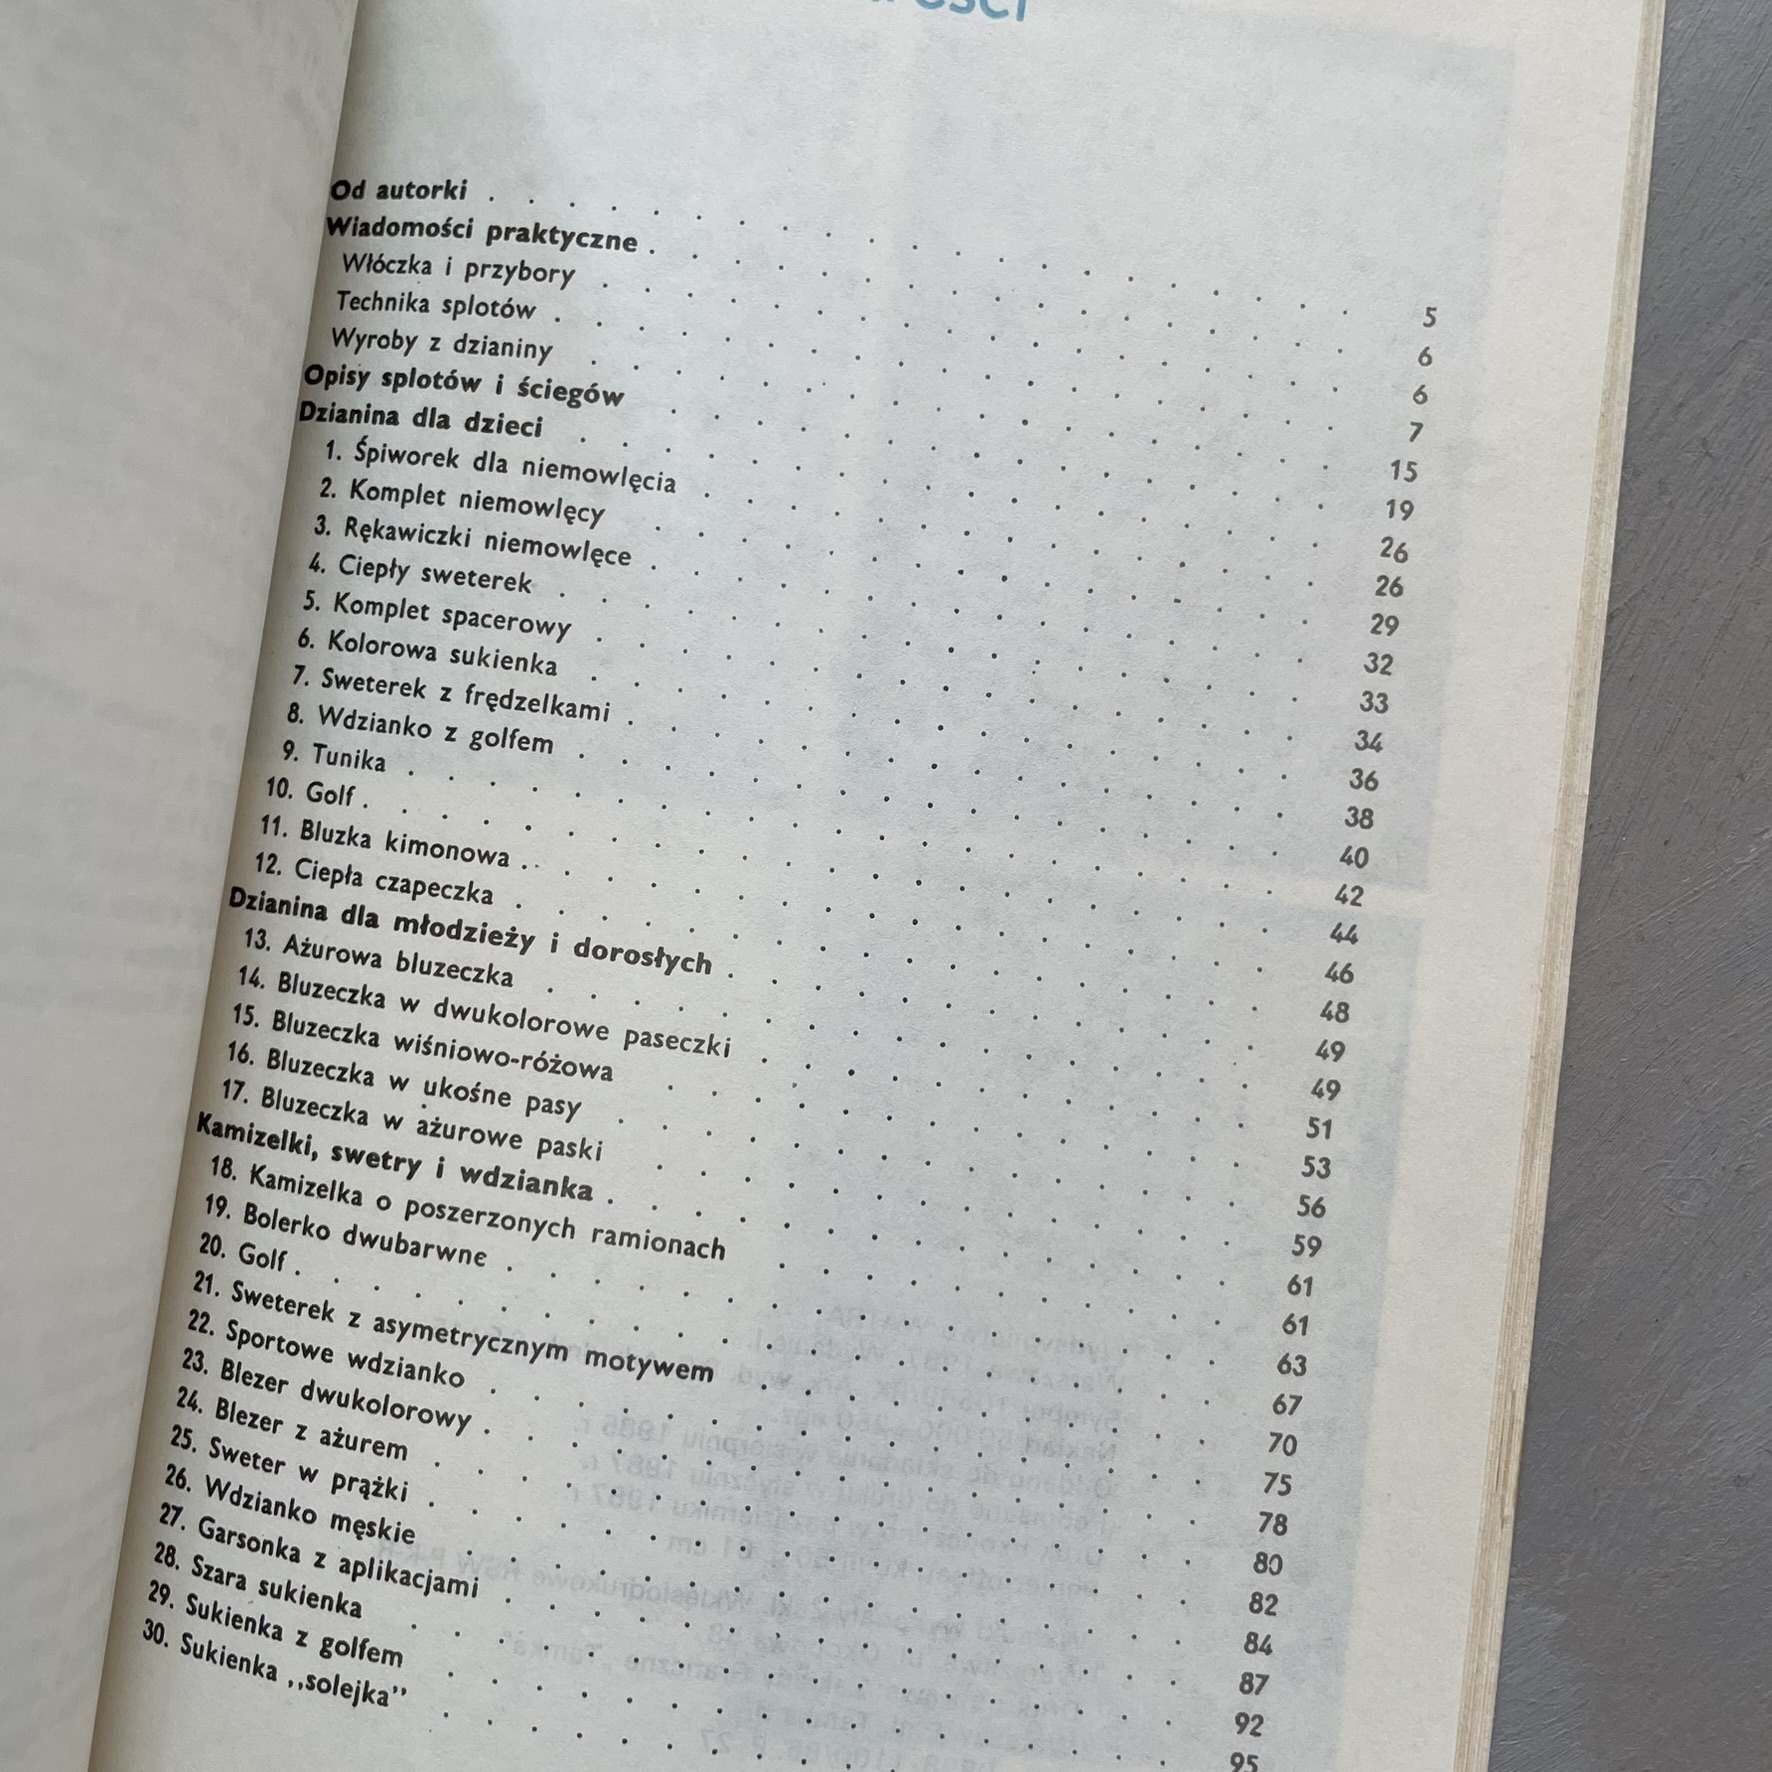 Od autorki . . . . . 5
Wiadomości praktyczne . . . . . 6
Włóczka i przybory . . . . . 6
Technika splotów . . . . . 7
Wyroby z dzianiny . . . . . 15
Opisy splotów i ściegów . . . . . 19
Dzianina dla dzieci . . . . . 26
1. Śpiworek dla niemowlęcia . . . . . 26
2. Komplet niemowlęcy . . . . . 29
3. Rękawiczki niemowlęce . . . . . 32
4. Ciepły sweterek . . . . . 33
5. Komplet spacerowy . . . . . 34
6. Kolorowa sukienka . . . . . 36
7. Sweterek z frędzelkami . . . . . 38
8. Wdzianko z golfem . . . . . 40
9. Tunika . . . . . 42
10. Golf . . . . . 44
11. Bluzka kimonowa . . . . . 46
12. Ciepła czapeczka . . . . . 48
Dzianina dla młodzieży i dorosłych . . . . . 49
13. Ażurowa bluzeczka . . . . . 49
14. Bluzeczka w dwukolorowe paseczki . . . . . 51
15. Bluzeczka wiśniowo-różowa . . . . . 53
16. Bluzeczka w ukośne pasy . . . . . 56
17. Bluzeczka w ażurowe paski . . . . . 59
Kamizelki, swetry i wdzianka . . . . . 61
18. Kamizelka o poszerzonych ramionach . . . . . 61
19. Bolerko dwubarwne . . . . . 63
20. Golf . . . . . 67
21. Sweterek z asymetrycznym motywem . . . . . 70
22. Sportowe wdzianko . . . . . 75
23. Blezer dwukolorowy . . . . . 78
24. Blezer z ażurem . . . . . 80
25. Sweter w prążki . . . . . 82
26. Wdzianko męskie . . . . . 84
27. Garsonka z aplikacjami . . . . . 87
28. Szara sukienka . . . . . 92
29. Sukienka z golfem . . . . . 95
30. Sukienka ,,solejka" . . . . .